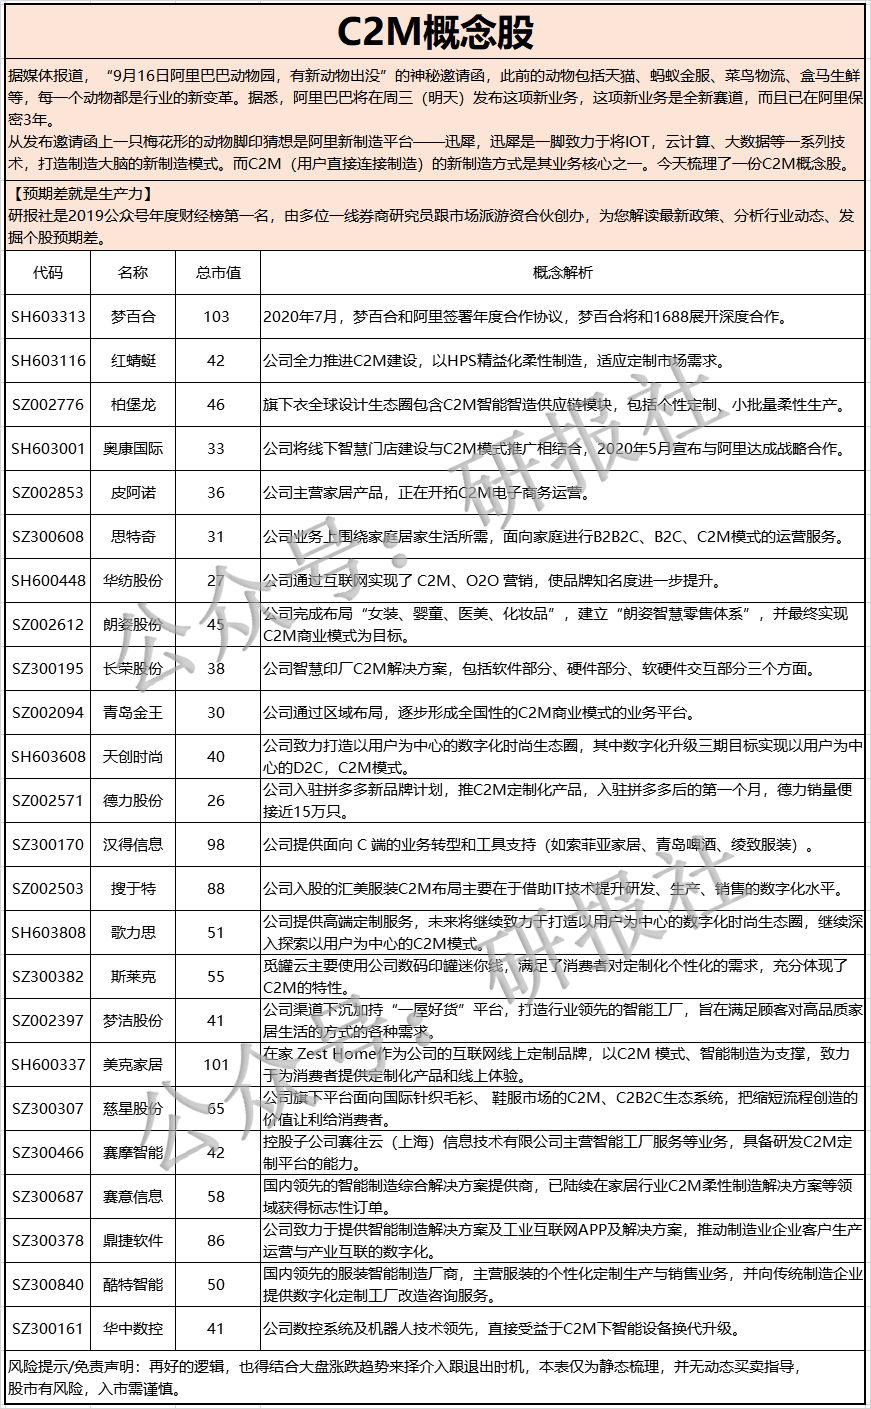 C2M概念股
据媒体报道，“9月16日阿里巴巴动物园，有新动物出没”的神秘邀请函，此前的动物包括天猫、蚂蚁金服、菜鸟物流、盒马生鲜
等，每一个动物都是行业的新变革。据悉，阿里巴巴将在周三（明天）发布这项新业务，这项新业务是全新赛道，而且已在阿里保
密3年。
从发布邀请函上一只梅花形的动物脚印猜想是阿里新制造平台——迅犀，迅犀是一脚致力于将IOT，云计算、大数据等一系列技
术，打造制造大脑的新制造模式。而C2M（用户直接连接制造）的新制造方式是其业务核心之一。今天梳理了一份C2M概念股。
【预期差就是生产力】
研报社是2019公众号年度财经榜第一名，由多位一线券商研究员跟市场派游资合伙创办，为您解读最新政策、分析行业动态、发
掘个股预期差。
代码 名称 总市值 概念解析
SH603313 梦百合 103 2020年7月，梦百合和阿里签署年度合作协议，梦百合将和1688展开深度合作。
SH603116 红蜻蜓 42 公司全力推进C2M建设，以HPS精益化柔性制造，适应定制市场需求。
SZ002776 柏堡龙 46 旗下衣全球设计生态圈包含C2M智能智造供应链模块，包括个性定制、小批量柔性生产。
SH603001 奥康国际 33 公司将线下智慧门店建设与C2M模式推广相结合，2020年5月宣布与阿里达成战略合作。
SZ002853 皮阿诺 36 公司主营家居产品，正在开拓C2M电子商务运营。
SZ300608 思特奇 31 公司业务上围绕家庭居家生活所需，面向家庭进行B2B2C、B2C、C2M模式的运营服务。
SH600448 华纺股份 27 公司通过互联网实现了 C2M、O2O 营销，使品牌知名度进一步提升。
SZ002612 朗姿股份 45 公司完成布局“女装、婴童、医美、化妆品”，建立“朗姿智慧零售体系”，并最终实现
C2M商业模式为目标。
SZ300195 长荣股份 38 公司智慧印厂C2M解决方案，包括软件部分、硬件部分、软硬件交互部分三个方面。
SZ002094 青岛金王 30 公司通过区域布局，逐步形成全国性的C2M商业模式的业务平台。
SH603608 天创时尚 40 公司致力打造以用户为中心的数字化时尚生态圈，其中数字化升级三期目标实现以用户为中
心的D2C，C2M模式。
SZ002571 德力股份 26 公司入驻拼多多新品牌计划，推C2M定制化产品，入驻拼多多后的第一个月，德力销量便
接近15万只。
SZ300170 汉得信息 98 公司提供面向 C 端的业务转型和工具支持（如索菲亚家居、青岛啤酒、绫致服装）。
SZ002503 搜于特 88 公司入股的汇美服装C2M布局主要在于借助IT技术提升研发、生产、销售的数字化水平。
SH603808 歌力思 51 公司提供高端定制服务，未来将继续致力于打造以用户为中心的数字化时尚生态圈，继续深
入探索以用户为中心的C2M模式。
SZ300382 斯莱克 55 觅罐云主要使用公司数码印罐迷你线，满足了消费者对定制化个性化的需求，充分体现了
C2M的特性。
SZ002397 梦洁股份 41 公司渠道下沉加持“一屋好货”平台，打造行业领先的智能工厂，旨在满足顾客对高品质家
居生活的方式的各种需求。
SH600337 美克家居 101 在家 Zest Home作为公司的互联网线上定制品牌，以C2M 模式、智能制造为支撑，致力
于为消费者提供定制化产品和线上体验。
SZ300307 慈星股份 65 公司旗下平台面向国际针织毛衫、 鞋服市场的C2M、C2B2C生态系统，把缩短流程创造的
价值让利给消费者。
SZ300466 赛摩智能 42 控股子公司赛往云（上海）信息技术有限公司主营智能工厂服务等业务，具备研发C2M定
制平台的能力。
SZ300687 赛意信息 58 国内领先的智能制造综合解决方案提供商，已陆续在家居行业C2M柔性制造解决方案等领
域获得标志性订单。
SZ300378 鼎捷软件 86 公司致力于提供智能制造解决方案及工业互联网APP及解决方案，推动制造业企业客户生产
运营与产业互联的数字化。
SZ300840 酷特智能 50 国内领先的服装智能制造厂商，主营服装的个性化定制生产与销售业务，并向传统制造企业
提供数字化定制工厂改造咨询服务。
SZ300161 华中数控 41 公司数控系统及机器人技术领先，直接受益于C2M下智能设备换代升级。
风险提示/免责声明：再好的逻辑，也得结合大盘涨跌趋势来择介入跟退出时机，本表仅为静态梳理，并无动态买卖指导，
股市有风险，入市需谨慎。
公众号：研报社
公众号：研报社